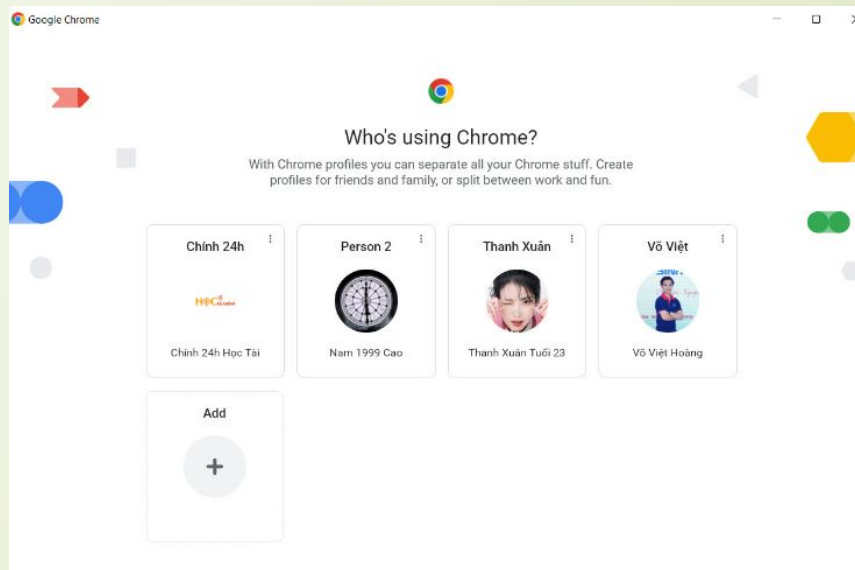 Google Chrome
Who's using Chrome?
With Chrome profiles you can separate all your Chrome stuff. Create
profiles for friends and family, or split between work and fun.
Chính 24h
Person 2
Thanh Xuân
Võ Việt
HỌC
Chính 24h Học Tài
Nam 1999 Cao
Thanh Xuân Tuổi 23
Võ Việt Hoàng
Add